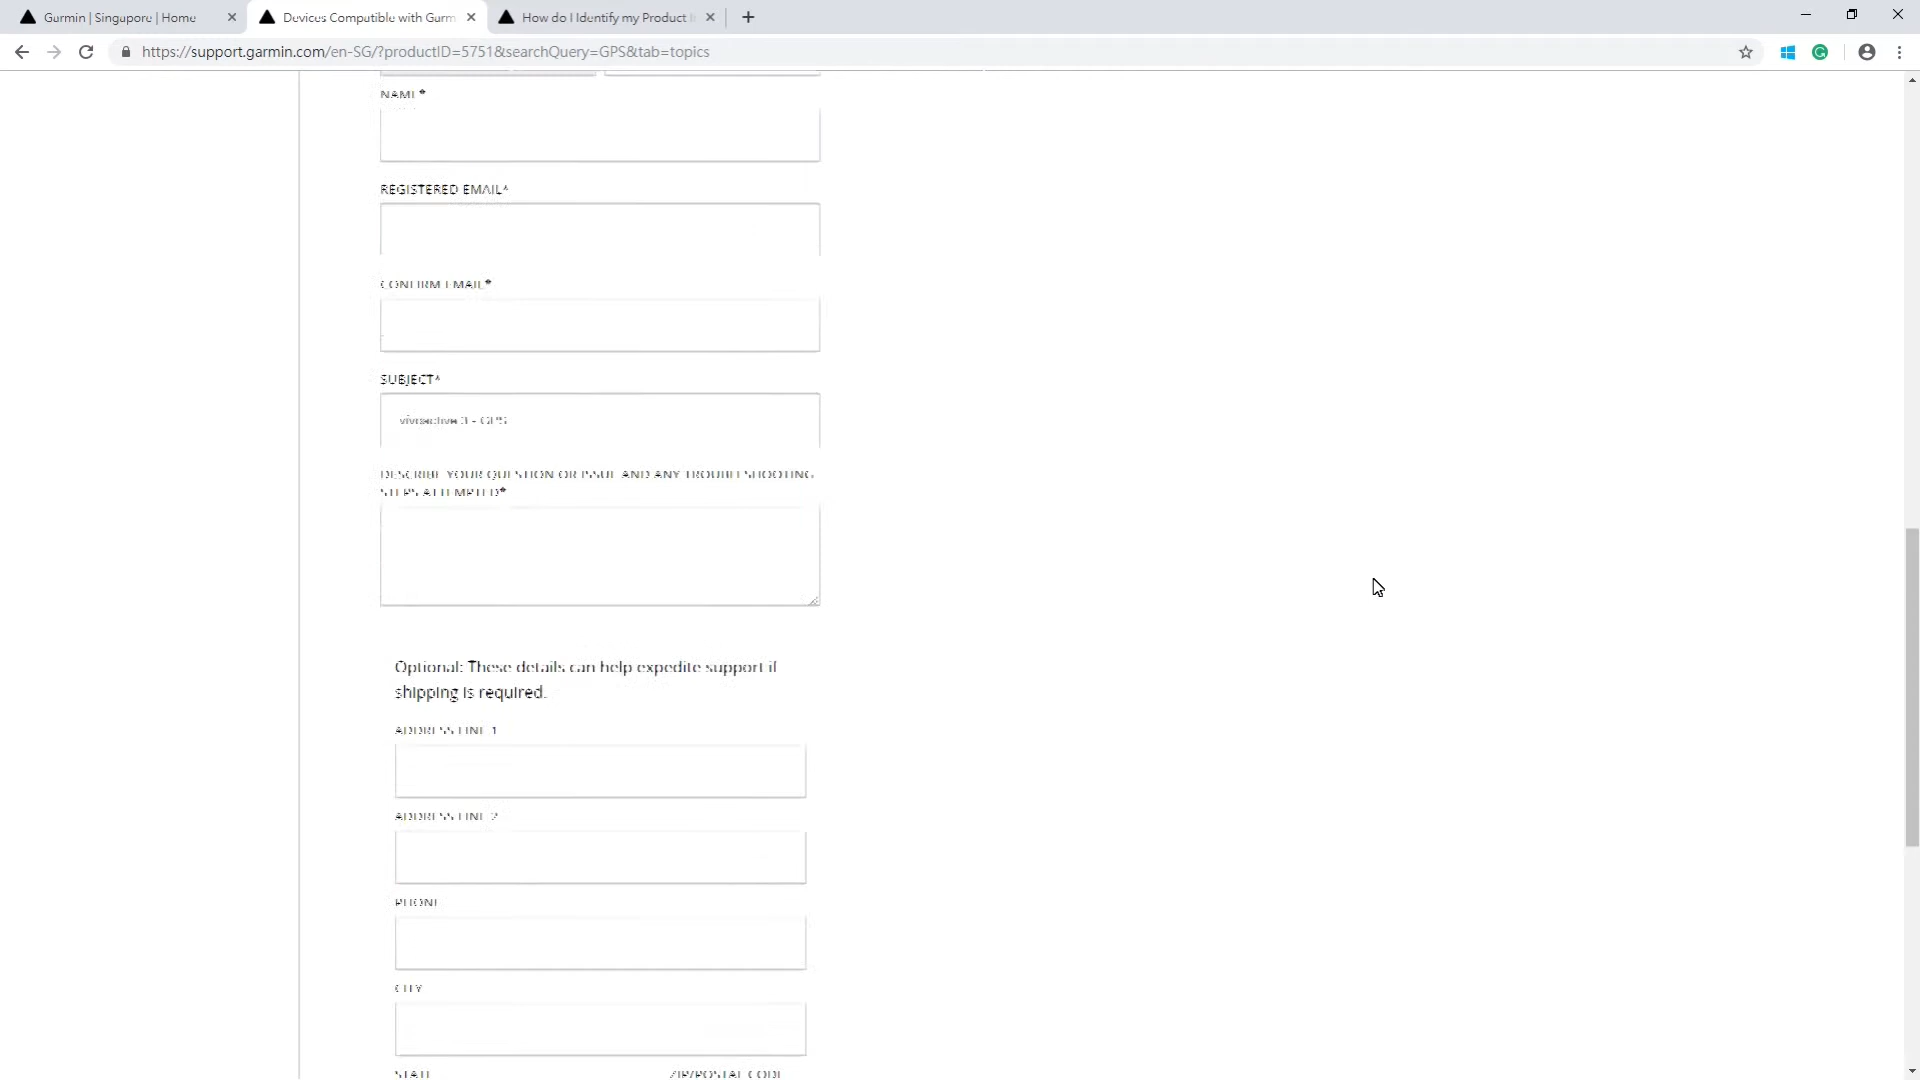 Garmin | Singapore | Home
Devices Compatible with Garm
How do I Identify my Product I
https://support.garmin.com/en-SG/?productID=5751&searchQuery=GPS&tab=topics
NAME*
REGISTERED EMAIL*
CONFIRM EMAIL*
SUBJECT*
vívoactive 3 - GPS
DESCRIBE YOUR QUESTION OR ISSUE AND ANY TROUBLESHOOTING
STEPS ATTEMPTED*
Optional: These details can help expedite support if
shipping is required.
ADDRESS LINE 1
ADDRESS LINE 2
PHONE
CITY
STATE ZIP/POSTAL CODE